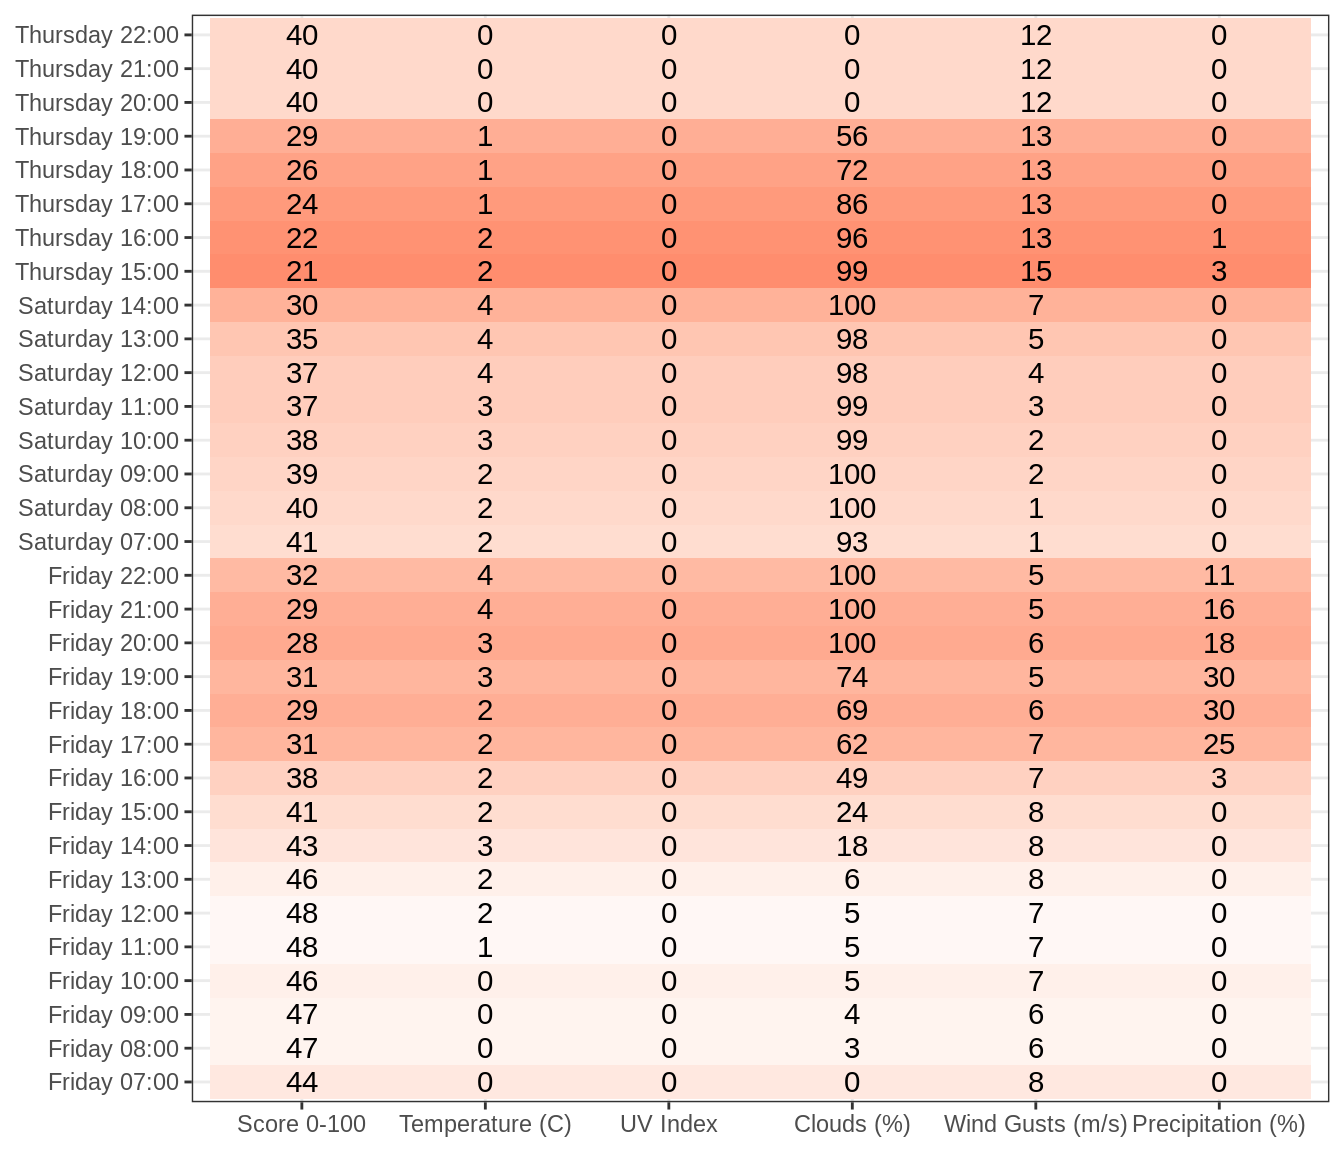 Thursday 22:00 40 0 0 0 12 0
Thursday 21:00 40 0 0 0 12 0
Thursday 20:00 40 0 0 0 12 0
Thursday 19:00 29 1 0 56 13 0
Thursday 18:00 26 1 0 72 13 0
Thursday 17:00 24 1 0 86 13 0
Thursday 16:00 22 2 0 96 13 1
Thursday 15:00 21 2 0 99 15 3
Saturday 14:00 30 4 0 100 7 0
Saturday 13:00 35 4 0 98 5 0
Saturday 12:00 37 4 0 98 4 0
Saturday 11:00 37 3 0 99 3 0
Saturday 10:00 38 3 0 99 2 0
Saturday 09:00 39 2 0 100 2 0
Saturday 08:00 40 2 0 100 1 0
Saturday 07:00 41 2 0 93 1 0
Friday 22:00 32 4 0 100 5 11
Friday 21:00 29 4 0 100 5 16
Friday 20:00 28 3 0 100 6 18
Friday 19:00 31 3 0 74 5 30
Friday 18:00 29 2 0 69 6 30
Friday 17:00 31 2 0 62 7 25
Friday 16:00 38 2 0 49 7 3
Friday 15:00 41 2 0 24 8 0
Friday 14:00 43 3 0 18 8 0
Friday 13:00 46 2 0 6 8 0
Friday 12:00 48 2 0 5 7 0
Friday 11:00 48 1 0 5 7 0
Friday 10:00 46 0 0 5 7 0
Friday 09:00 47 0 0 4 6 0
Friday 08:00 47 0 0 3 6 0
Friday 07:00 44 0 0 0 8 0
Score 0-100 Temperature (C) UV Index Clouds (%) Wind Gusts (m/s) Precipitation (%)